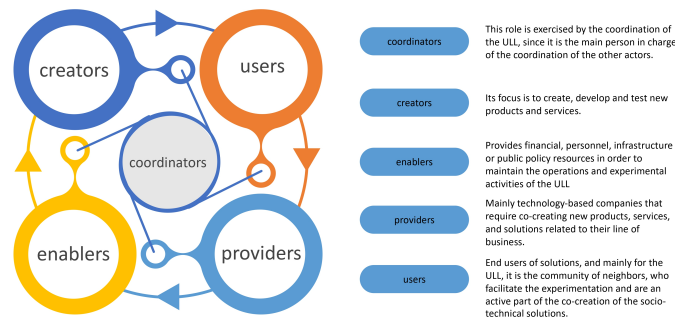 creators
users
coordinators
enablers
providers
coordinators
This role is exercised by the coordination of
the ULL, since it is the main person in charge
of the coordination of the other actors.
creators
Its focus is to create, develop and test new
products and services.
enablers
Provides financial, personnel, infrastructure
or public policy resources in order to
maintain the operations and experimental
activities of the ULL
providers
Mainly technology-based companies that
require co-creating new products, services,
and solutions related to their line of
business.
users
End users of solutions, and mainly for the
ULL, it is the community of neighbors, who
facilitate the experimentation and are an
active part of the co-creation of the socio-
technical solutions.